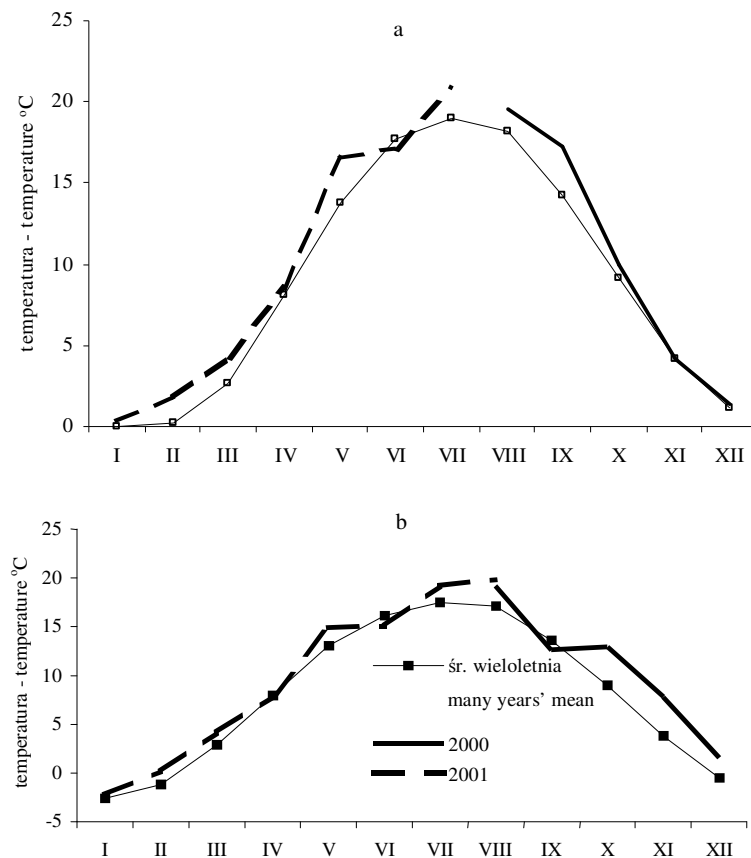 a
temperatura - temperature ºC
25
20
15
10
5
0
I II III IV V VI VII VIII IX X XI XII
b
temperatura - temperature ºC
25
20
15
10
5
0
-5
śr. wieloletnia
many years’ mean
2000
2001
I II III IV V VI VII VIII IX X XI XII